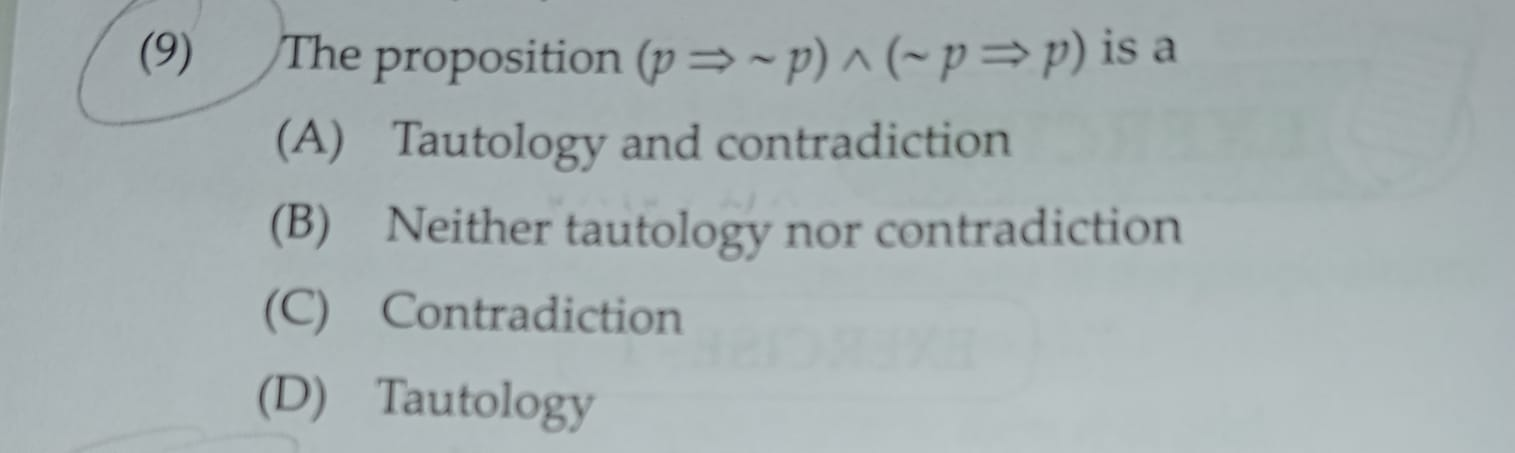 (9) The proposition (p ⇒ ~ p) ∧ (~ p ⇒ p) is a
(A) Tautology and contradiction
(B) Neither tautology nor contradiction
(C) Contradiction
(D) Tautology